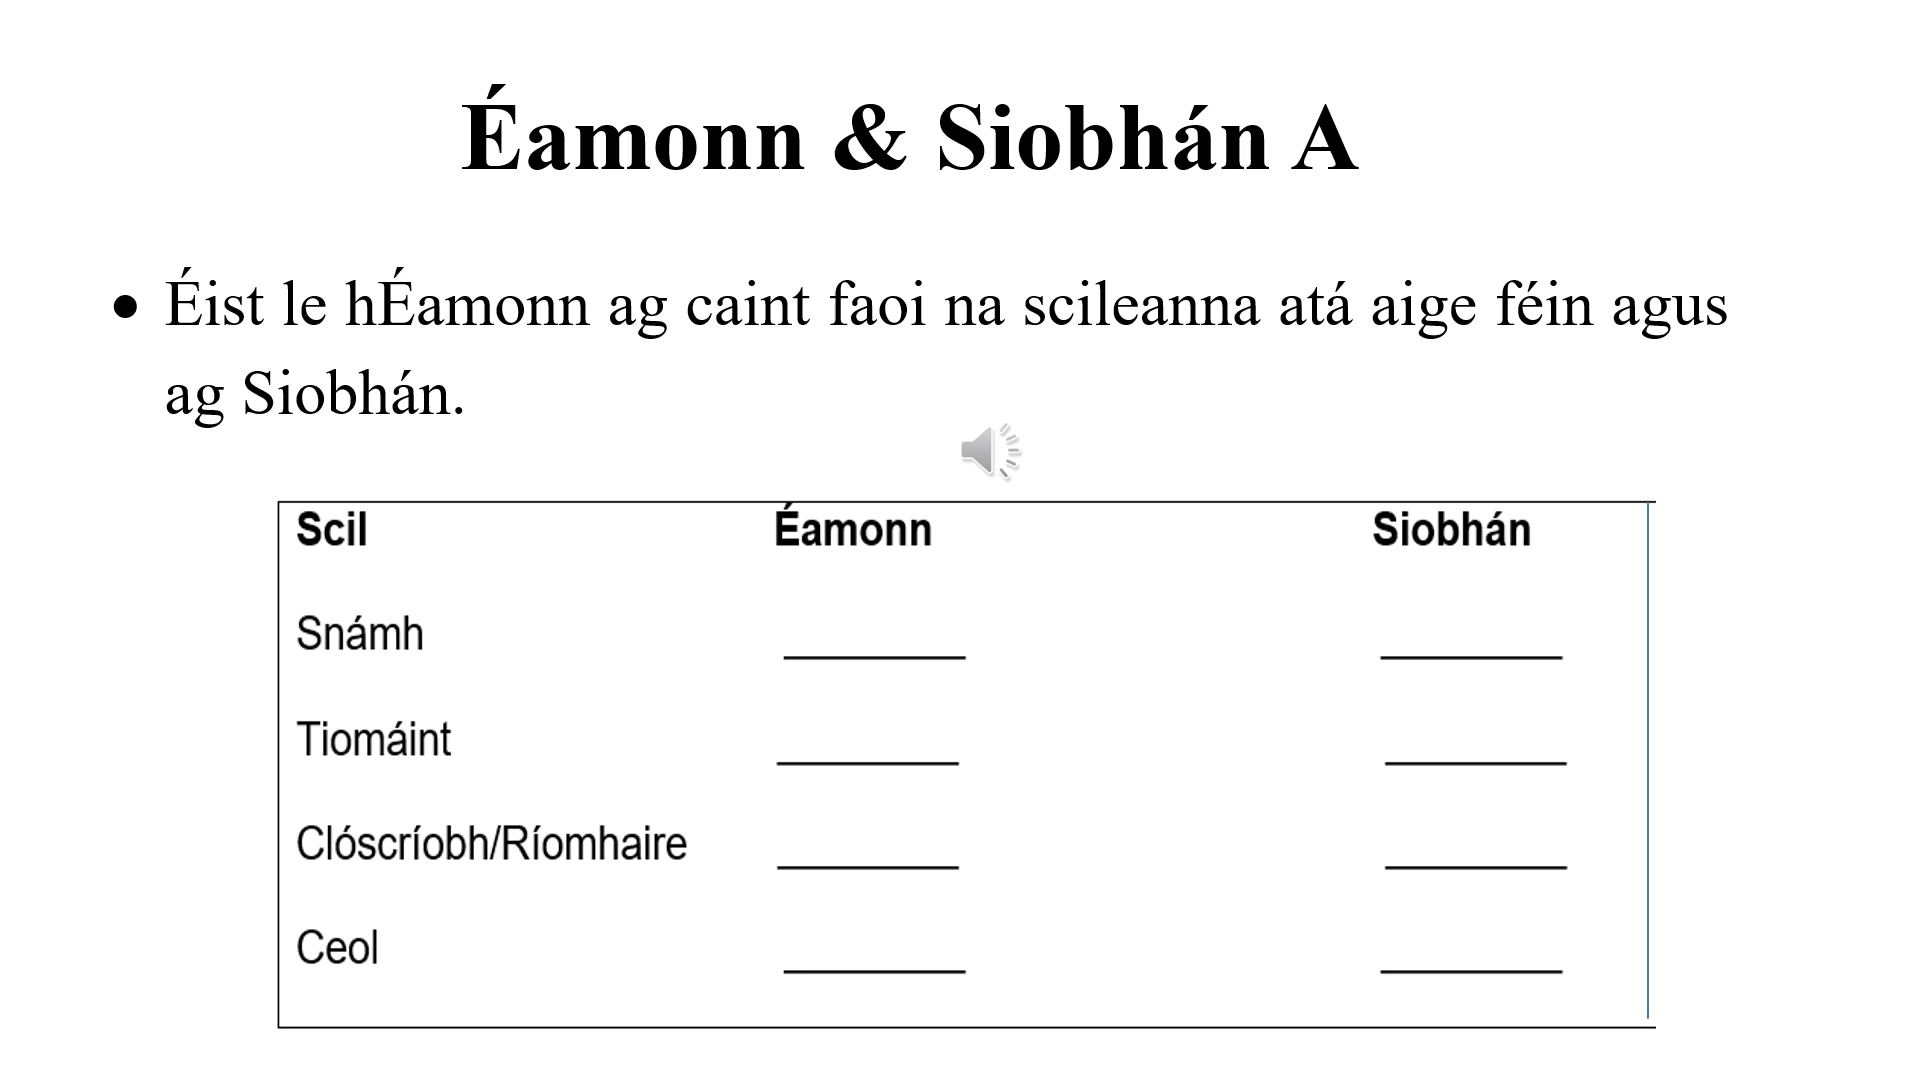 Éamonn & Siobhán A
• Éist le hÉamonn ag caint faoi na scileanna atá aige féin agus
ag Siobhán.
Scil Éamonn Siobhán
Snámh ________ ________
Tiomáint ________ ________
Clóscríobh/Ríomhaire ________ ________
Ceol ________ ________